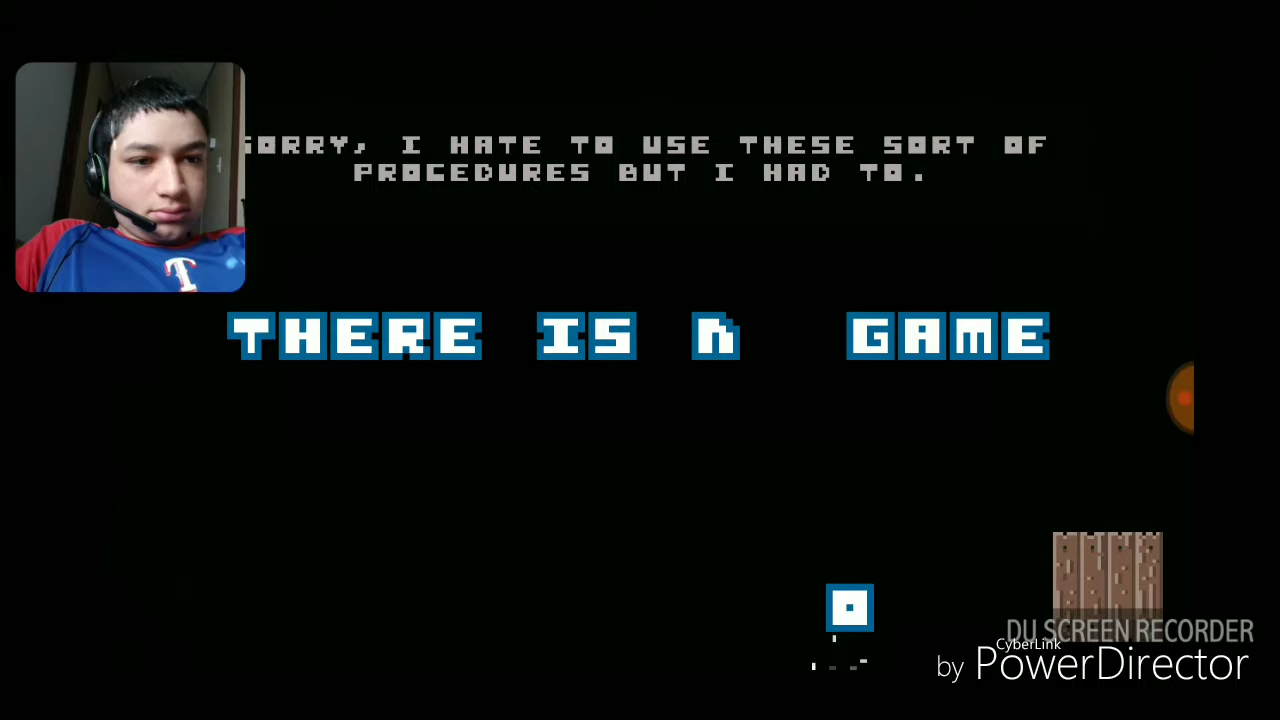 SORRY, I HATE TO USE THESE SORT OF
PROCEDURES BUT I HAD TO.
THERE IS N GAME
O
T
DU SCREEN RECORDER
CyberLink
by PowerDirector